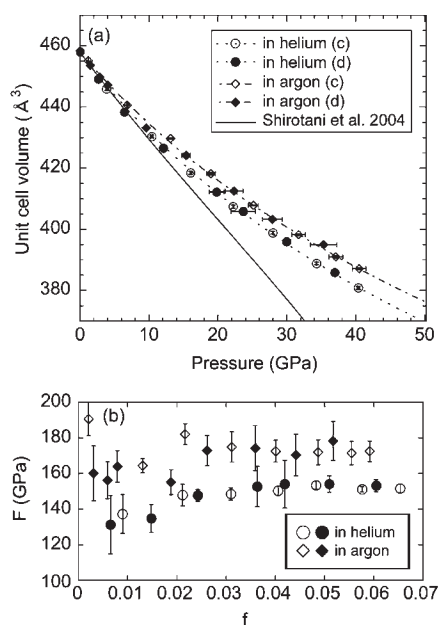 (a)
in helium (c)
in helium (d)
in argon (c)
in argon (d)
Shirotani et al. 2004
Unit cell volume (Å³)
460
440
420
400
380
0 10 20 30 40 50
Pressure (GPa)
(b)
F (GPa)
200
180
160
140
120
100
in helium
in argon
0 0.01 0.02 0.03 0.04 0.05 0.06 0.07
f